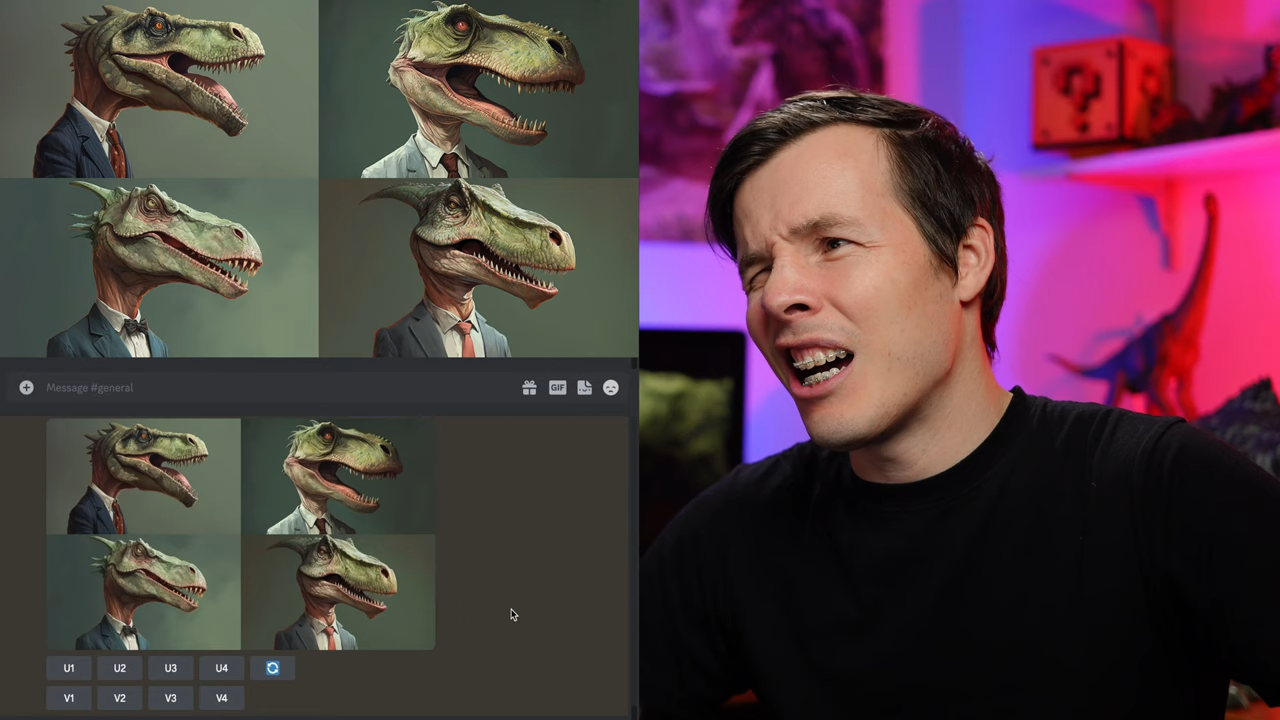 Message #general
GIF
U1 U2 U3 U4
V1 V2 V3 V4
?